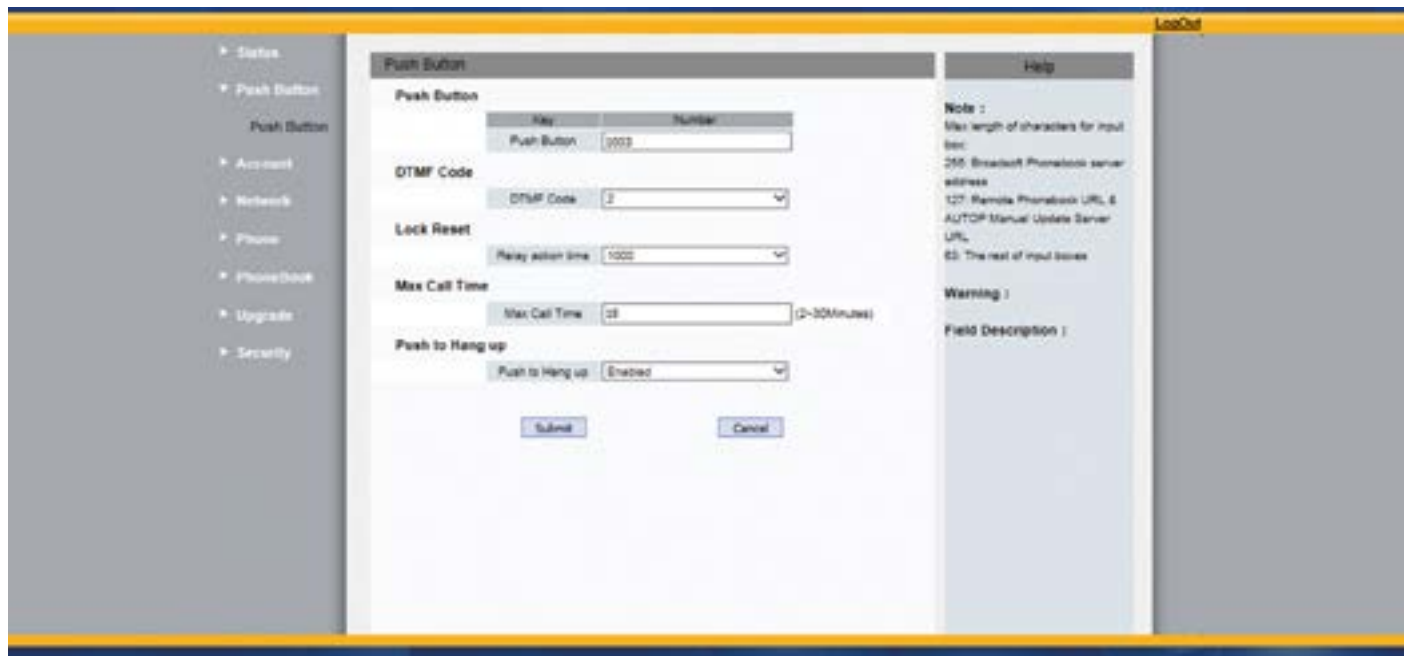 LogOut
Status
Push Button
Push Button
Account
Network
Phone
Phonebook
Upgrade
Security
Push Button
Push Button
Key Number
Push Button
DTMF Code
DTMF Code 2
Lock Reset
Relay action time 1000
Max Call Time
Max Call Time (2~30Minutes)
Push to Hang up
Push to Hang up Enabled
Submit Cancel
Help
Note :
Max length of characters for input
box:
255: Broadsoft Phonebook server
address
127: Remote Phonebook URL &
AUTOP Manual Update Server
URL
63: The rest of input boxes
Warning :
Field Description :